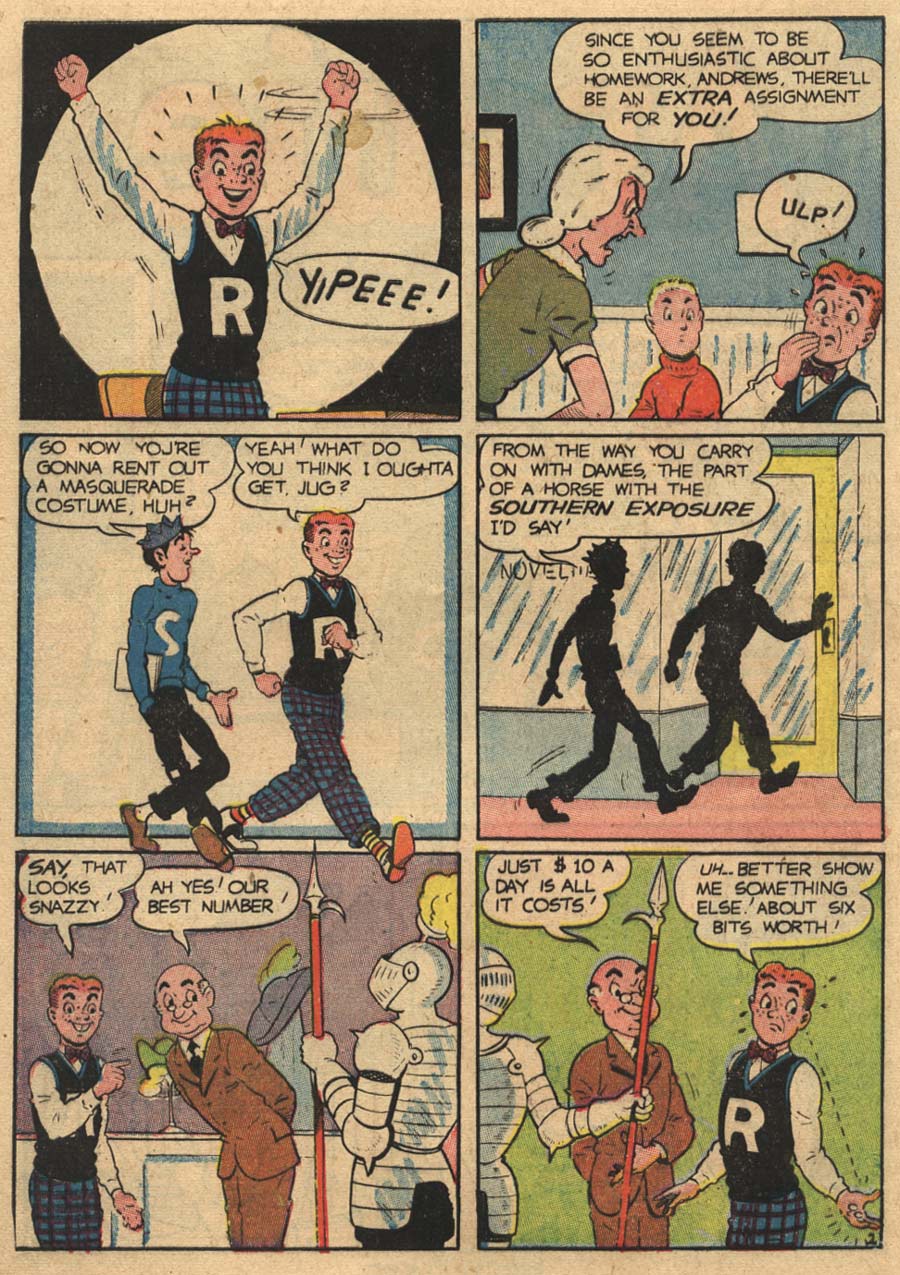 YIPEEE!
R
SINCE YOU SEEM TO BE
SO ENTHUSIASTIC ABOUT
HOMEWORK, ANDREWS, THERE'LL
BE AN EXTRA ASSIGNMENT
FOR YOU!
ULP!
SO NOW YOU'RE
GONNA RENT OUT
A MASQUERADE
COSTUME, HUH?
YEAH! WHAT DO
YOU THINK I OUGHTA
GET, JUG?
S
R
FROM THE WAY YOU CARRY
ON WITH DAMES, THE PART
OF A HORSE WITH THE
SOUTHERN EXPOSURE
I'D SAY!
SAY, THAT
LOOKS
SNAZZY!
AH YES! OUR
BEST NUMBER!
JUST $10 A
DAY IS ALL
IT COSTS!
UH... BETTER SHOW
ME SOMETHING
ELSE! ABOUT SIX
BITS WORTH!
R
2